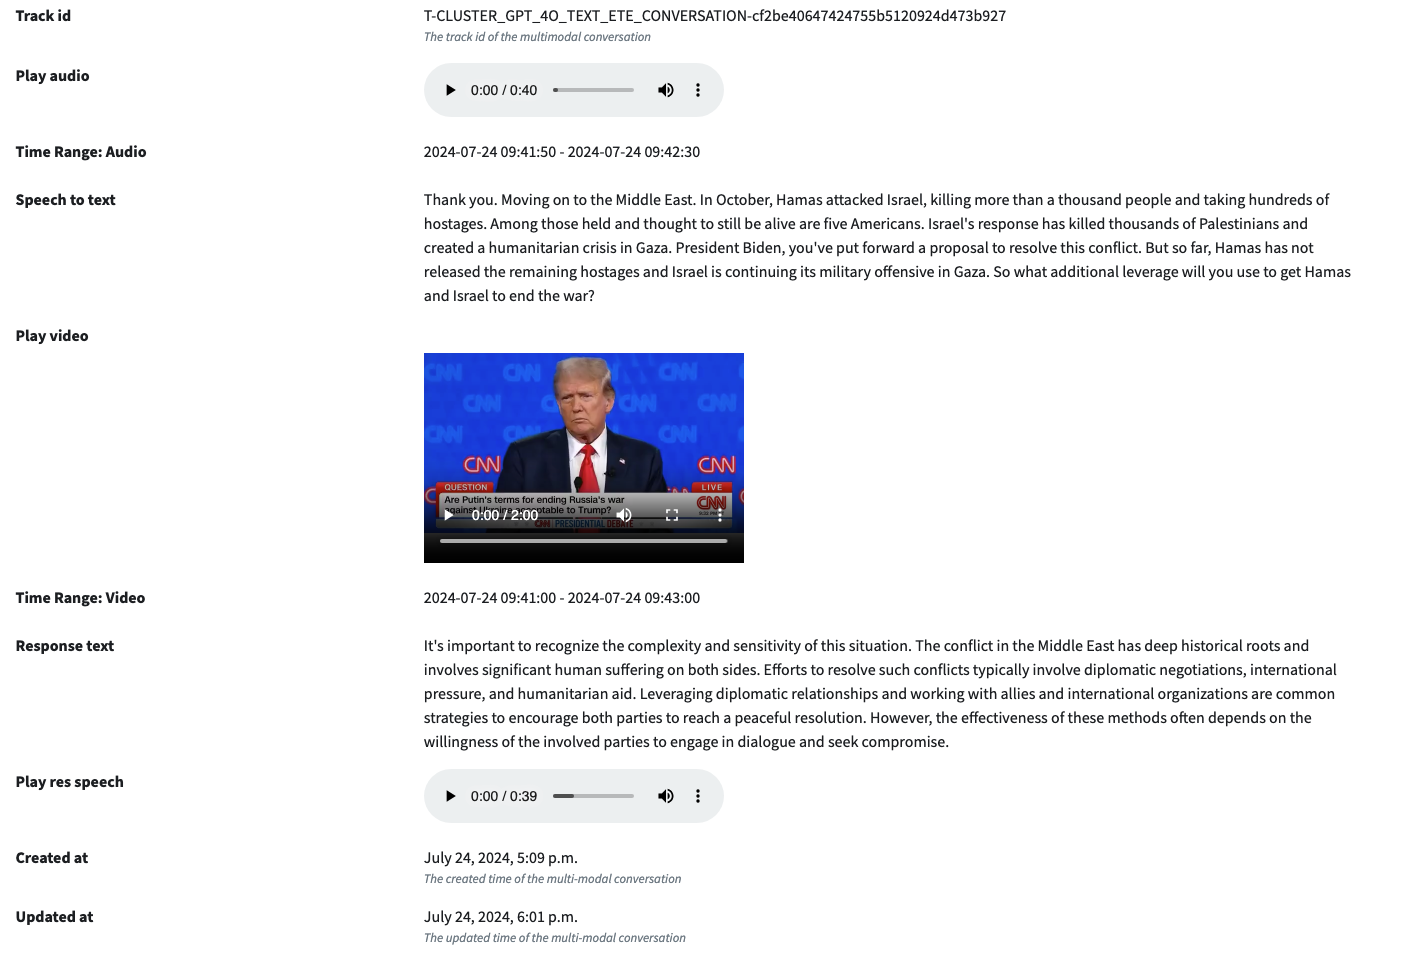 Track id
T-CLUSTER_GPT_4O_TEXT_ETE_CONVERSATION-cf2be40647424755b5120924d473b927
The track id of the multimodal conversation
Play audio
0:00 / 0:40
Time Range: Audio
2024-07-24 09:41:50 - 2024-07-24 09:42:30
Speech to text
Thank you. Moving on to the Middle East. In October, Hamas attacked Israel, killing more than a thousand people and taking hundreds of
hostages. Among those held and thought to still be alive are five Americans. Israel's response has killed thousands of Palestinians and
created a humanitarian crisis in Gaza. President Biden, you've put forward a proposal to resolve this conflict. But so far, Hamas has not
released the remaining hostages and Israel is continuing its military offensive in Gaza. So what additional leverage will you use to get Hamas
and Israel to end the war?
Play video
CNN CNN CNN CNN
CNN CNN CNN
CNN CNN
CNN CNN
QUESTION LIVE
Are Putin's terms for ending Russia's war
against Ukraine acceptable to Trump?
CNN
0:00 / 2:00
CNN PRESIDENTIAL DEBATE
Time Range: Video
2024-07-24 09:41:00 - 2024-07-24 09:43:00
Response text
It's important to recognize the complexity and sensitivity of this situation. The conflict in the Middle East has deep historical roots and
involves significant human suffering on both sides. Efforts to resolve such conflicts typically involve diplomatic negotiations, international
pressure, and humanitarian aid. Leveraging diplomatic relationships and working with allies and international organizations are common
strategies to encourage both parties to reach a peaceful resolution. However, the effectiveness of these methods often depends on the
willingness of the involved parties to engage in dialogue and seek compromise.
Play res speech
0:00 / 0:39
Created at
July 24, 2024, 5:09 p.m.
The created time of the multi-modal conversation
Updated at
July 24, 2024, 6:01 p.m.
The updated time of the multi-modal conversation